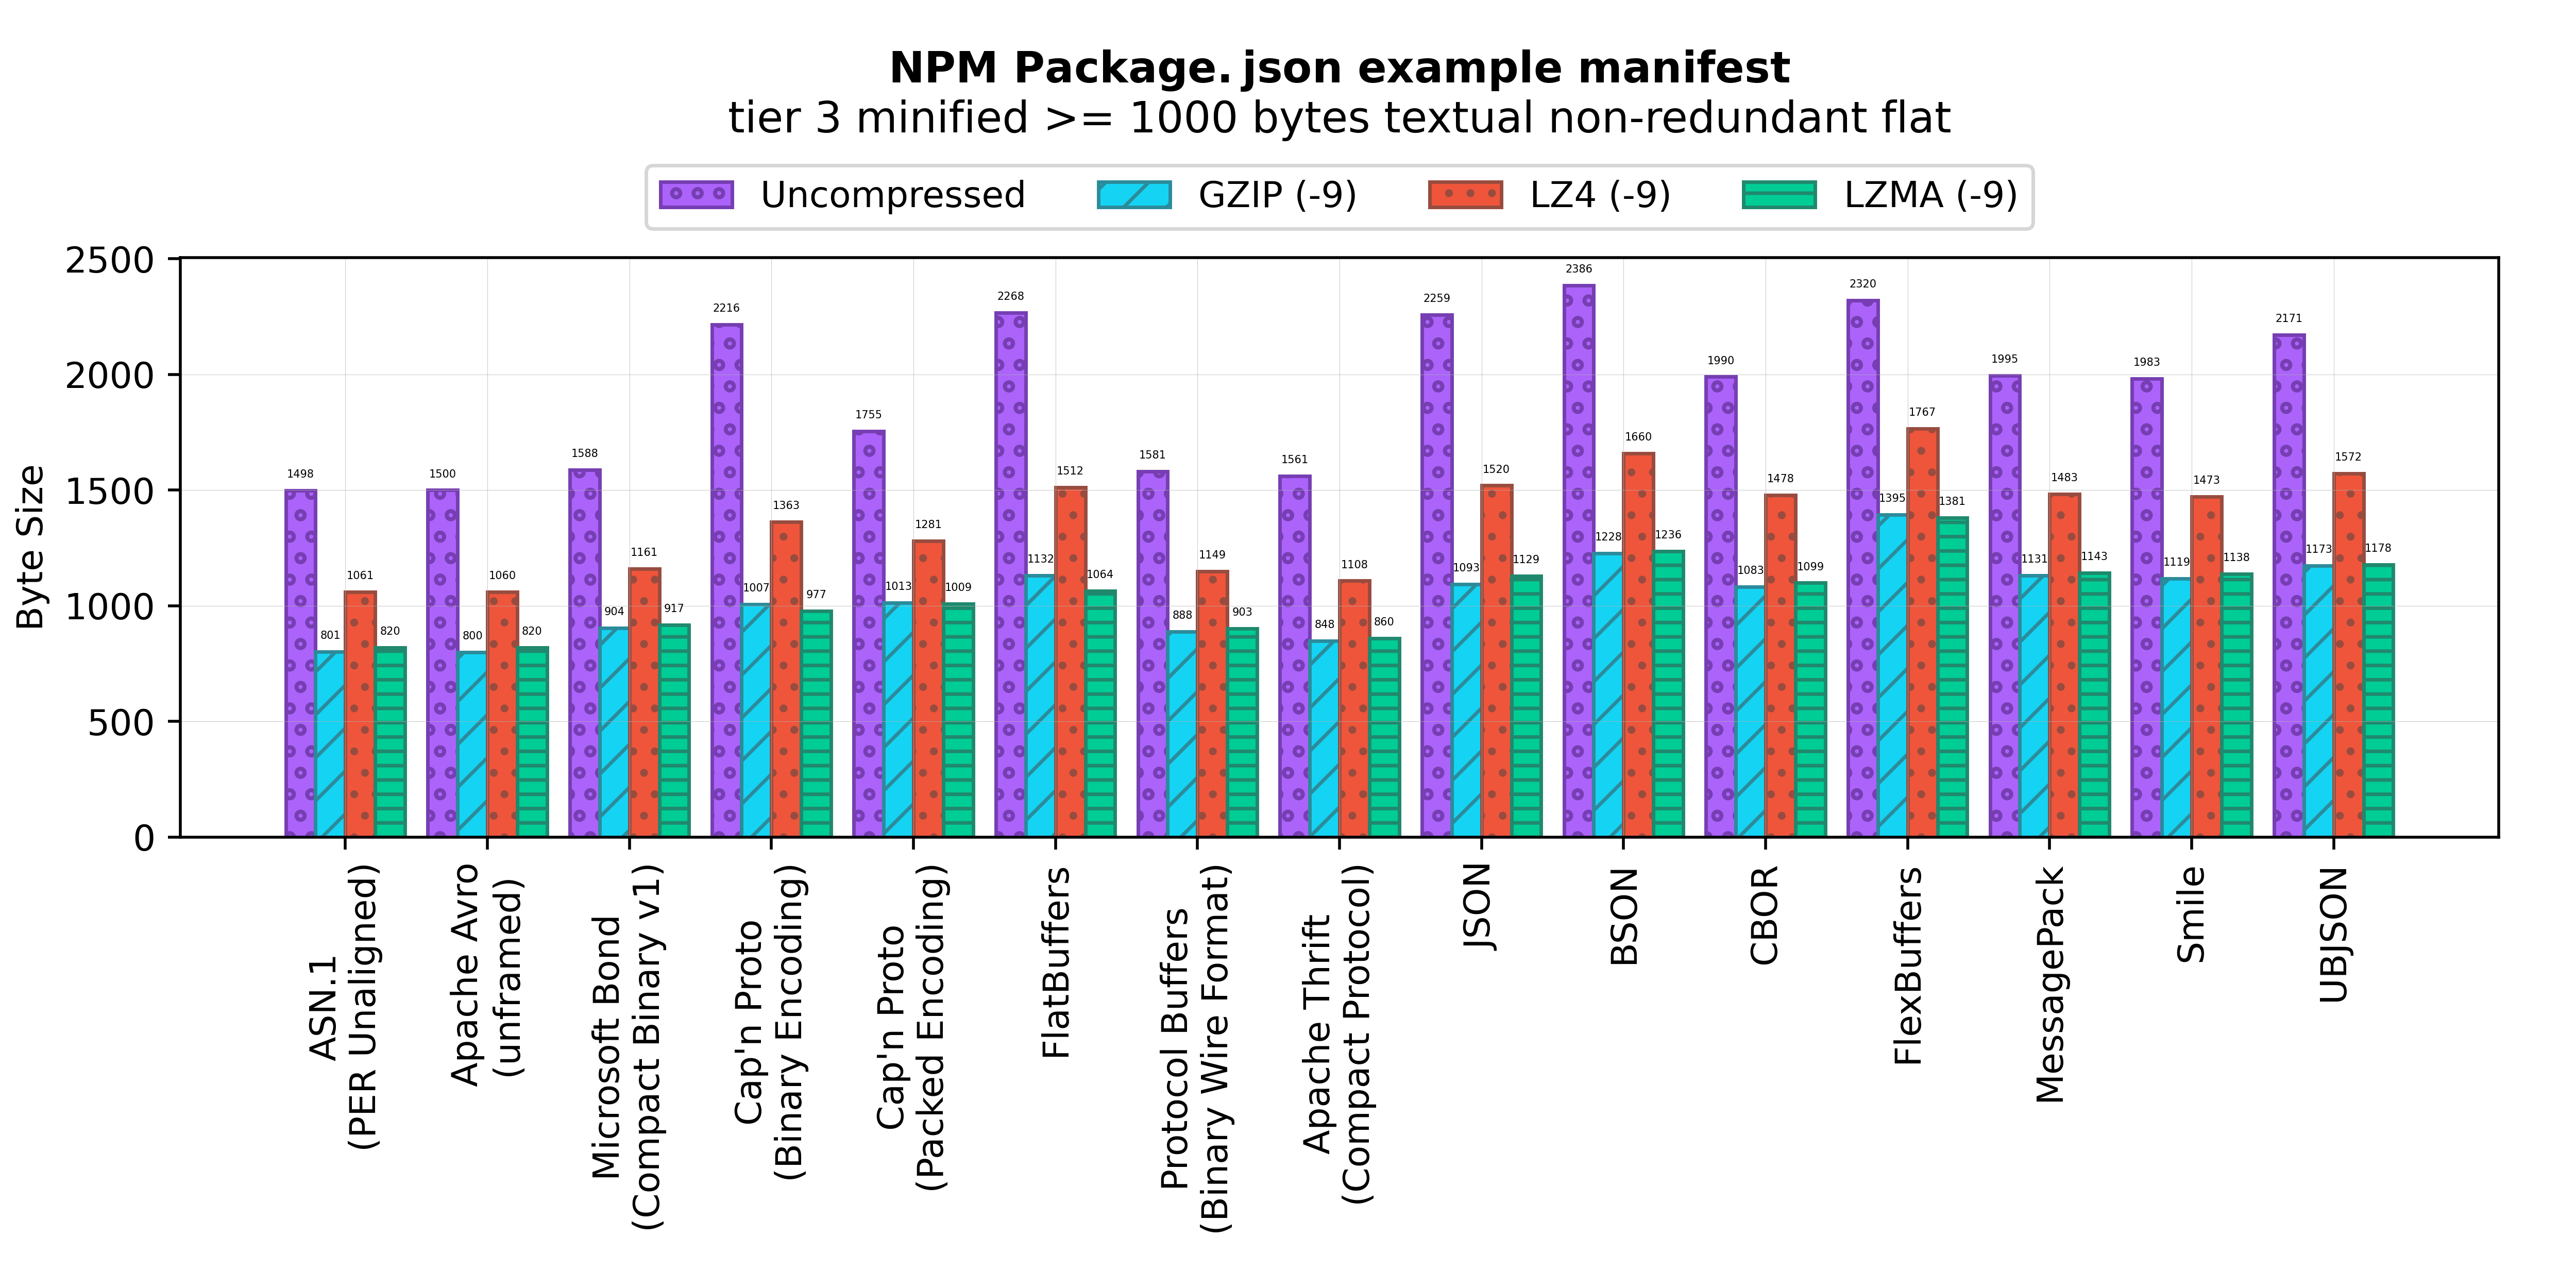 NPM Package.json example manifest
tier 3 minified >= 1000 bytes textual non-redundant flat
Uncompressed GZIP (-9) LZ4 (-9) LZMA (-9)
Byte Size
2500
2000
1500
1000
500
0
1498 801 1061 820
1500 800 1060 820
1588 904 1161 917
2216 1007 1363 977
1755 1013 1281 1009
2268 1132 1512 1064
1581 888 1149 903
1561 848 1108 860
2259 1093 1520 1129
2386 1228 1660 1236
1990 1083 1478 1099
2320 1395 1767 1381
1995 1131 1483 1143
1983 1119 1473 1138
2171 1173 1572 1178
ASN.1
(PER Unaligned)
Apache Avro
(unframed)
Microsoft Bond
(Compact Binary v1)
Cap'n Proto
(Binary Encoding)
Cap'n Proto
(Packed Encoding)
FlatBuffers
Protocol Buffers
(Binary Wire Format)
Apache Thrift
(Compact Protocol)
JSON
BSON
CBOR
FlexBuffers
MessagePack
Smile
UBJSON